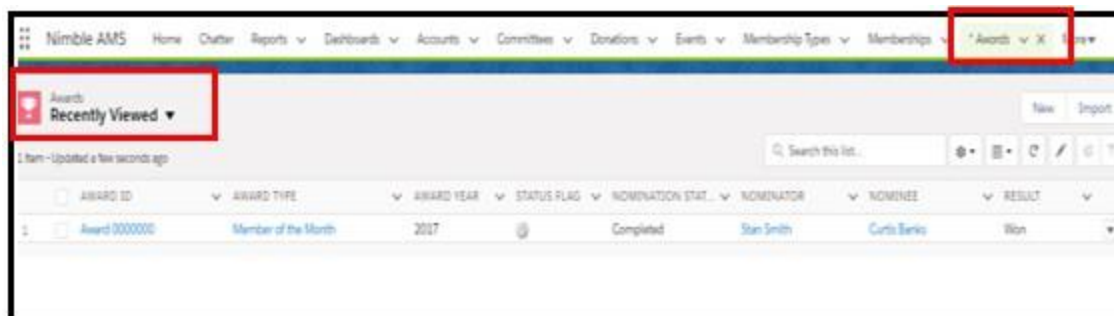 Nimble AMS Home Chatter Reports Dashboards Accounts Committees Donations Events Membership Types Memberships * Awards X More
Awards
Recently Viewed
New Import
1 item • Updated a few seconds ago
Search this list...
AWARD ID AWARD TYPE AWARD YEAR STATUS FLAG NOMINATION STAT... NOMINATOR NOMINEE RESULT
1 Award 0000000 Member of the Month 2017 Completed Stan Smith Curtis Banks Won